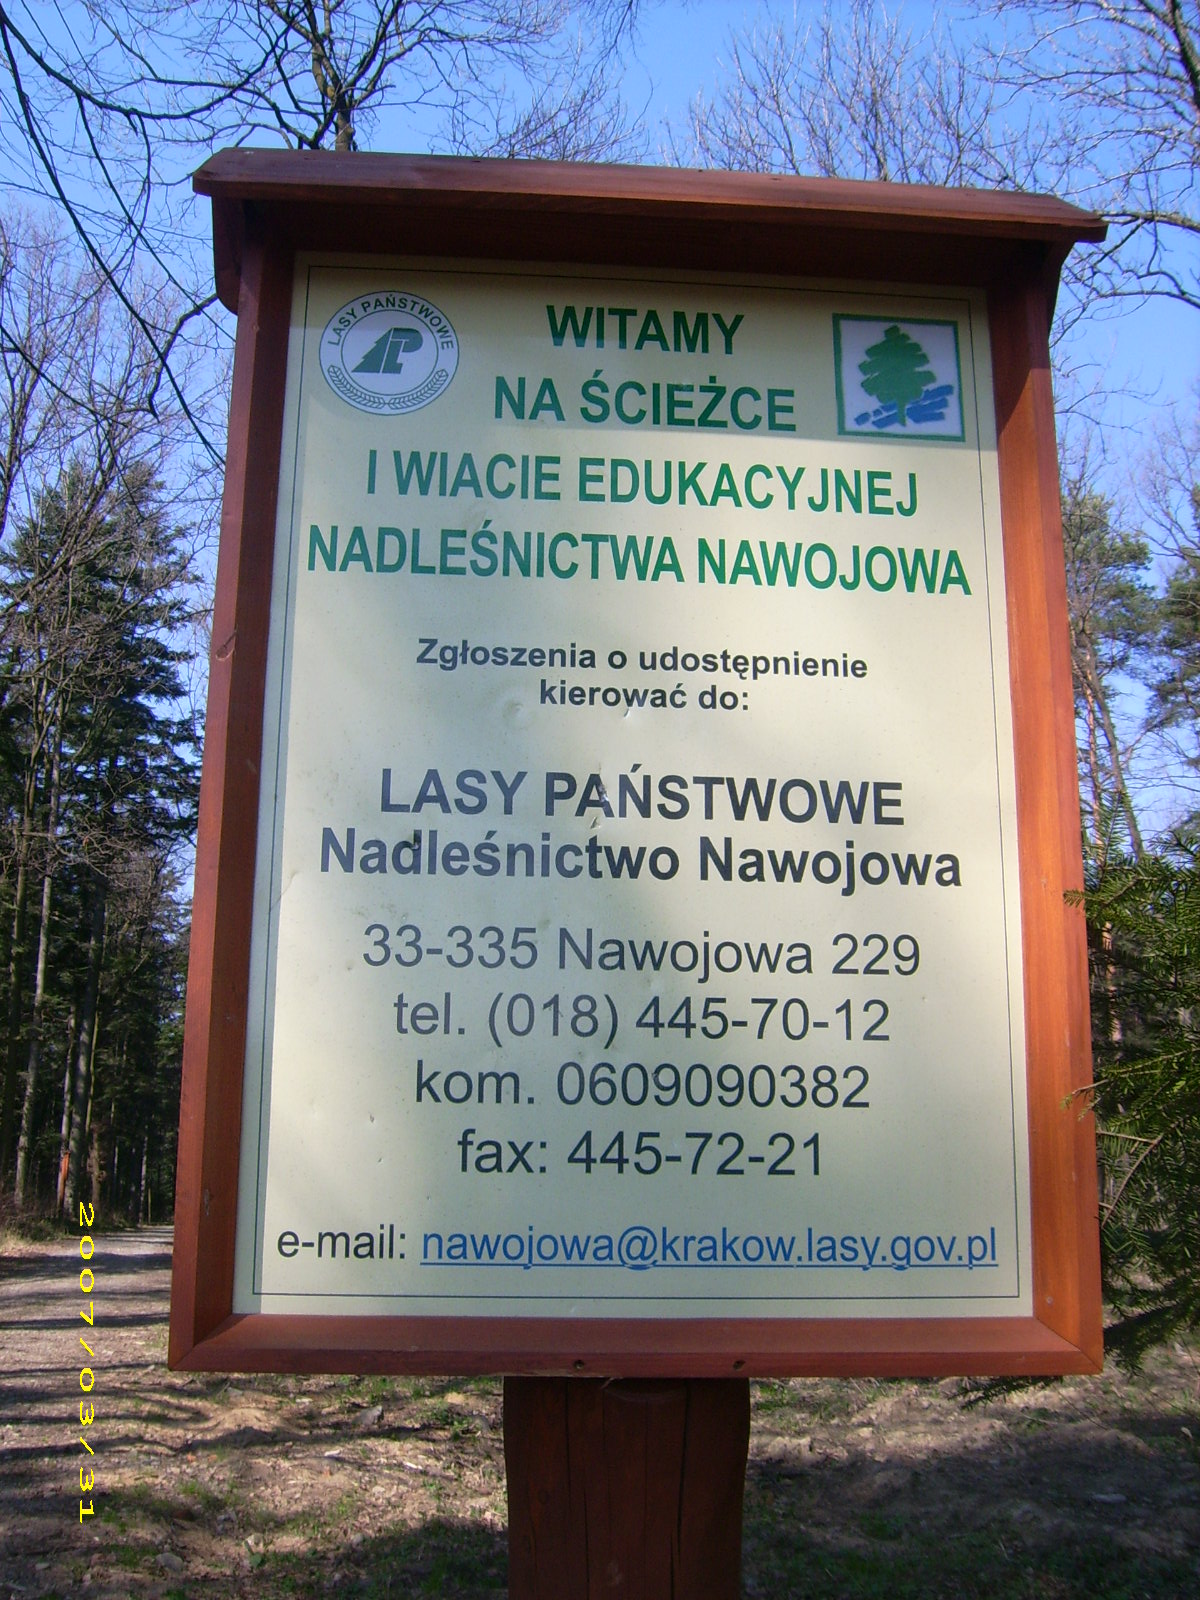 LASY PAŃSTWOWE
WITAMY
NA ŚCIEŻCE
I WIACIE EDUKACYJNEJ
NADLEŚNICTWA NAWOJOWA
Zgłoszenia o udostępnienie
kierować do:
LASY PAŃSTWOWE
Nadleśnictwo Nawojowa
33-335 Nawojowa 229
tel. (018) 445-70-12
kom. 0609090382
fax: 445-72-21
e-mail: nawojowa@krakow.lasy.gov.pl
2007/03/31